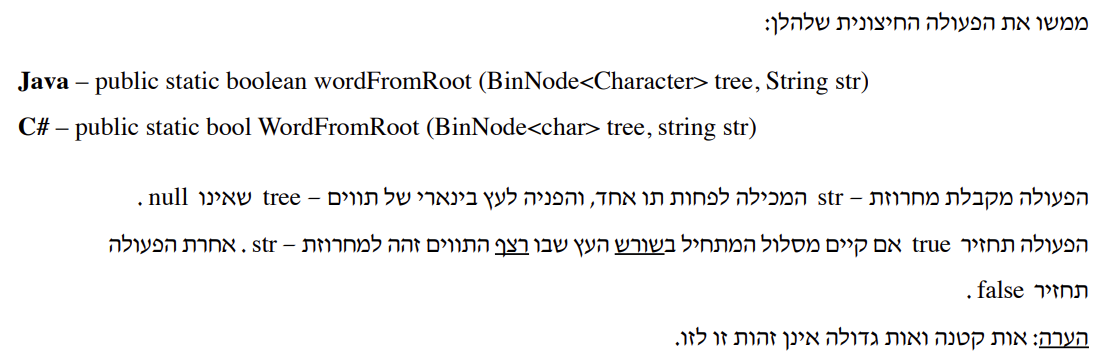 ממשו את הפעולה החיצונית שלהלן:
Java – public static boolean wordFromRoot (BinNode<Character> tree, String str)
C# – public static bool WordFromRoot (BinNode<char> tree, string str)
הפעולה מקבלת מחרוזת – str המכילה לפחות תו אחד, והפניה לעץ בינארי של תווים – tree שאינו null .
הפעולה תחזיר true אם קיים מסלול המתחיל בשורש העץ שבו רצף התווים זהה למחרוזת – str . אחרת הפעולה
תחזיר false .
הערה: אות קטנה ואות גדולה אינן זהות זו לזו.